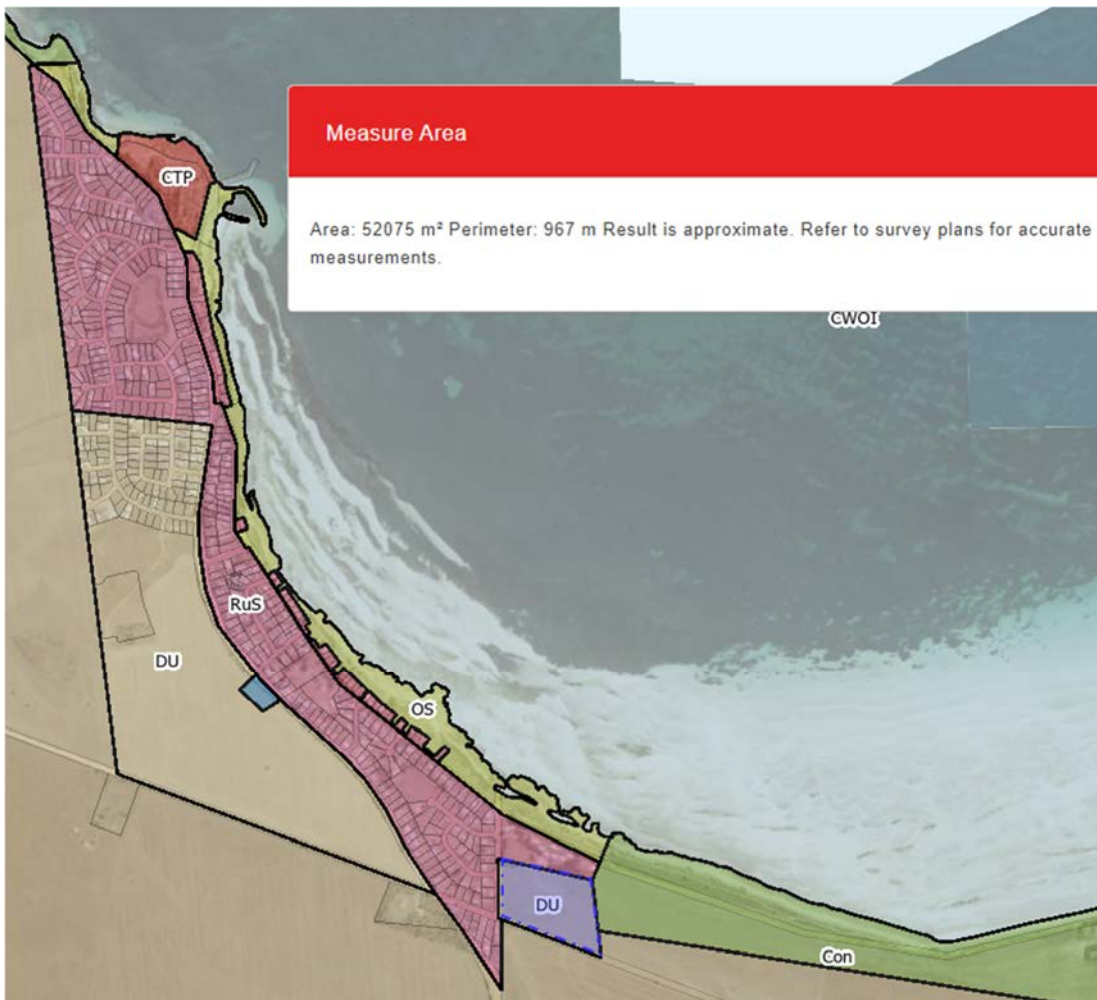 Measure Area
CTP
Area: 52075 m² Perimeter: 967 m Result is approximate. Refer to survey plans for accurate
measurements.
CWOI
RuS
DU
OS
DU
Con